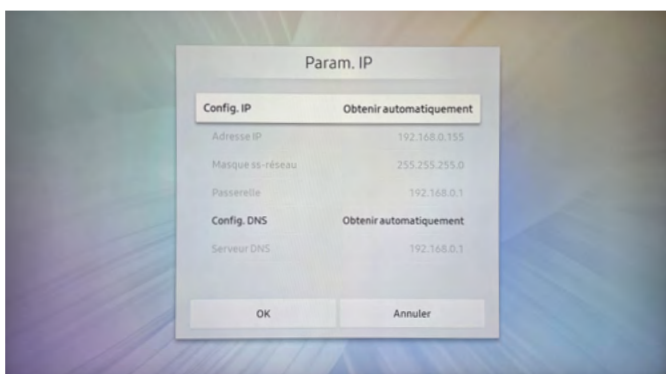 Param. IP
Config. IP Obtenir automatiquement
Adresse IP 192.168.0.155
Masque ss-réseau 255.255.255.0
Passerelle 192.168.0.1
Config. DNS Obtenir automatiquement
Serveur DNS 192.168.0.1
OK Annuler